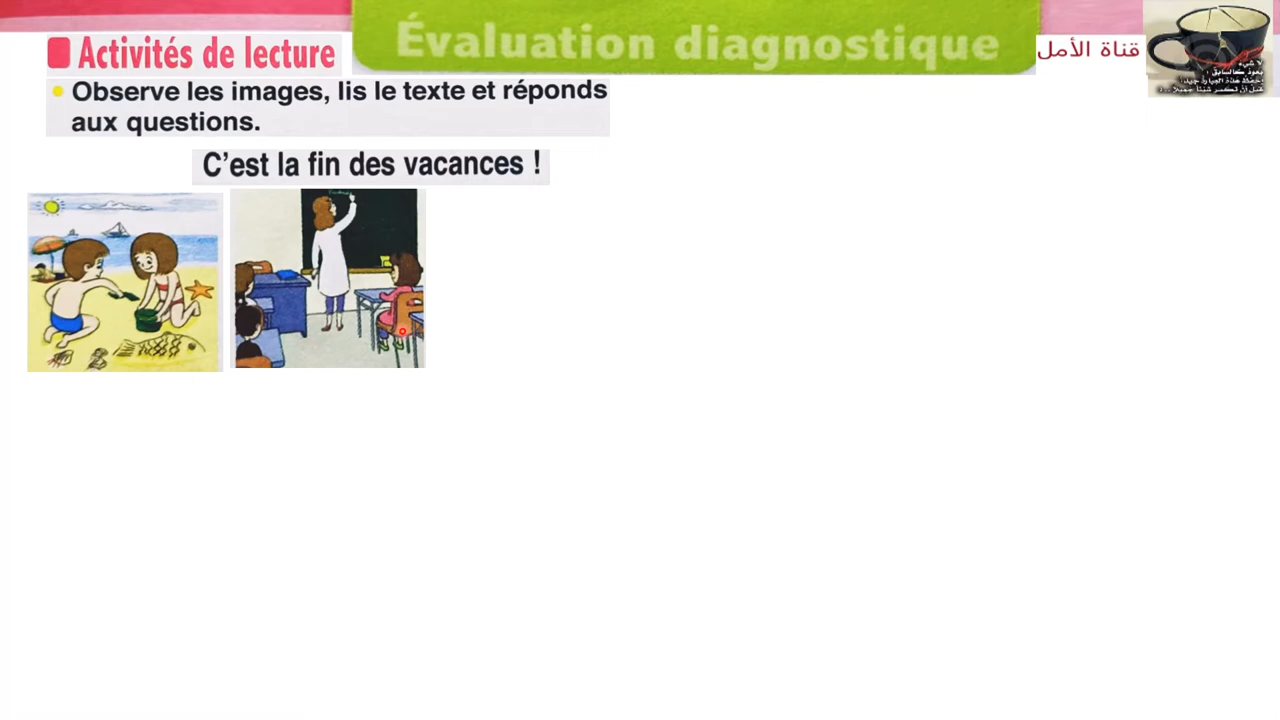 Évaluation diagnostique
قناة الأمل
Activités de lecture
Observe les images, lis le texte et réponds
aux questions.
C'est la fin des vacances !